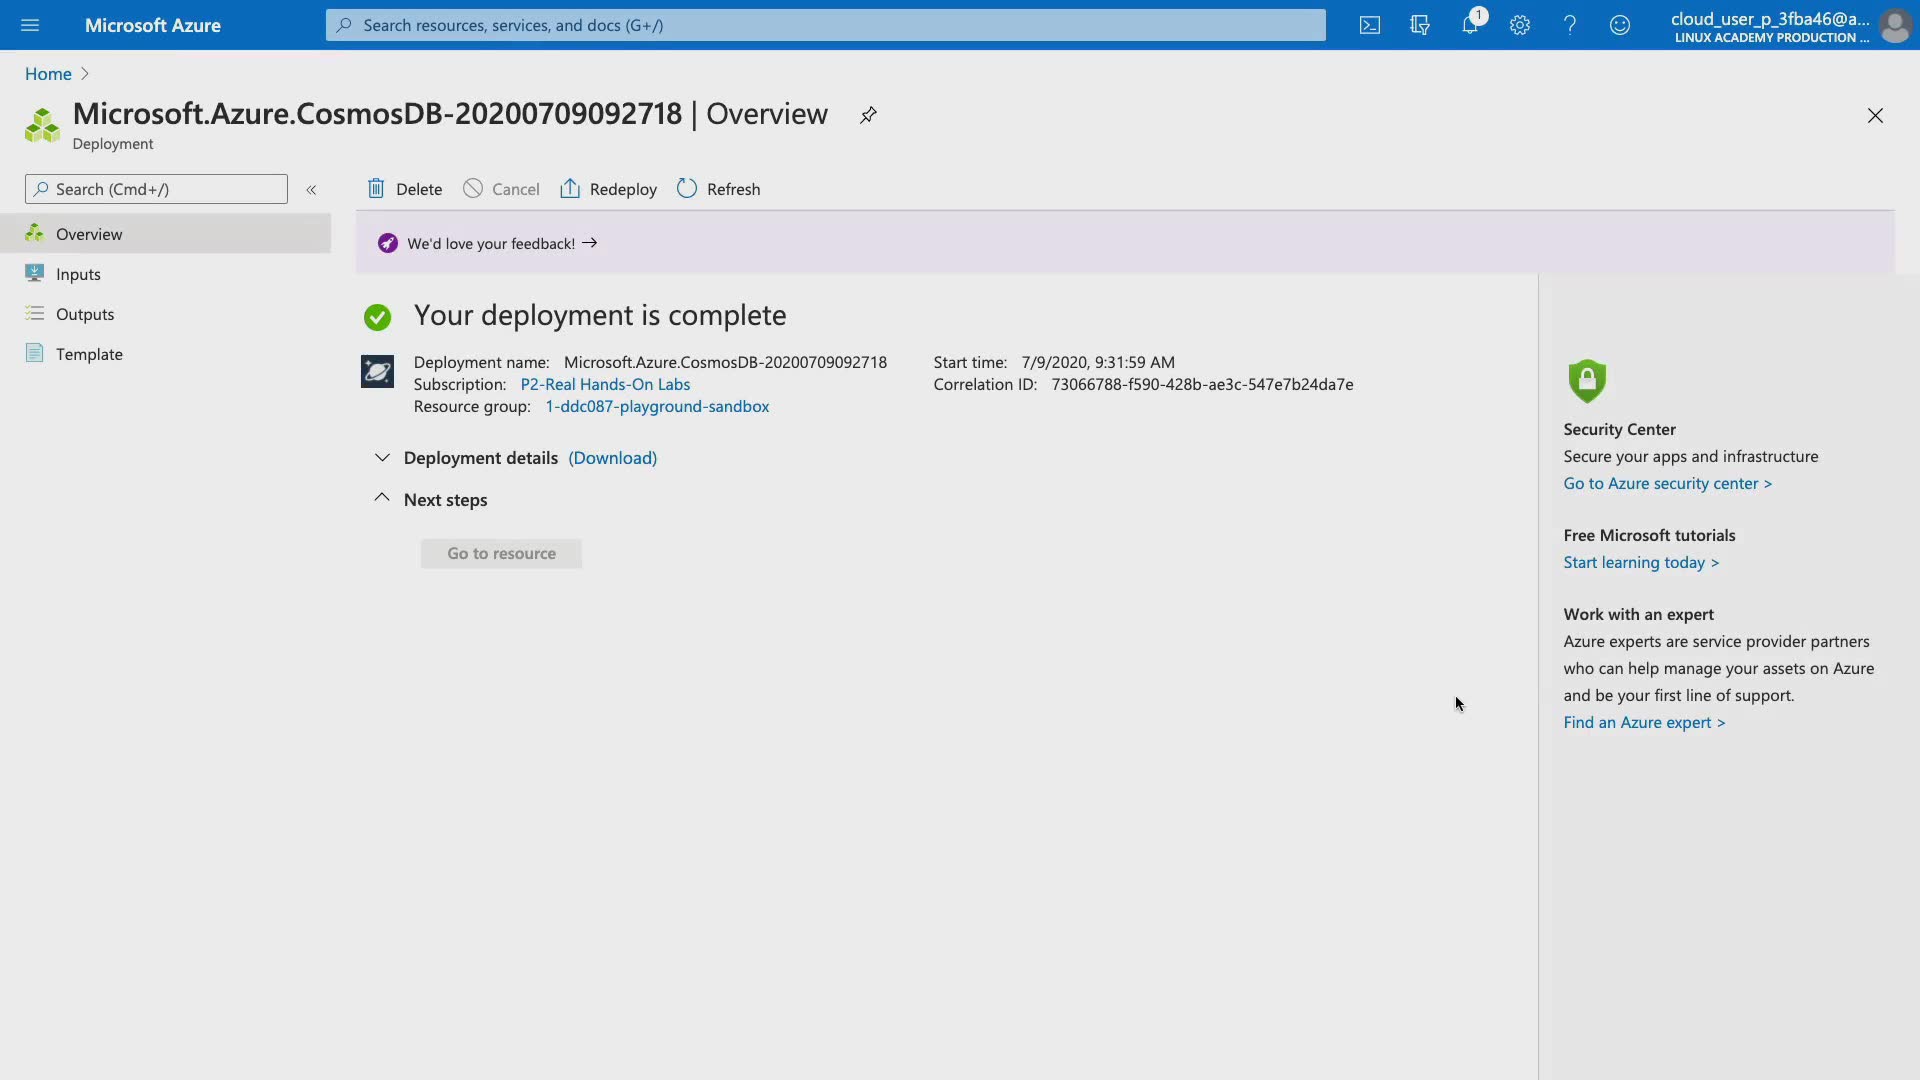 Microsoft Azure
Search resources, services, and docs (G+/)
1
cloud_user_p_3fba46@a...
LINUX ACADEMY PRODUCTION ...
Home
Microsoft.Azure.CosmosDB-20200709092718 | Overview
Deployment
Search (Cmd+/)
«
Delete
Cancel
Redeploy
Refresh
Overview
Inputs
Outputs
Template
We'd love your feedback! →
Your deployment is complete
Deployment name: Microsoft.Azure.CosmosDB-20200709092718
Subscription: P2-Real Hands-On Labs
Resource group: 1-ddc087-playground-sandbox
Start time: 7/9/2020, 9:31:59 AM
Correlation ID: 73066788-f590-428b-ae3c-547e7b24da7e
Deployment details (Download)
Next steps
Go to resource
Security Center
Secure your apps and infrastructure
Go to Azure security center >
Free Microsoft tutorials
Start learning today >
Work with an expert
Azure experts are service provider partners
who can help manage your assets on Azure
and be your first line of support.
Find an Azure expert >